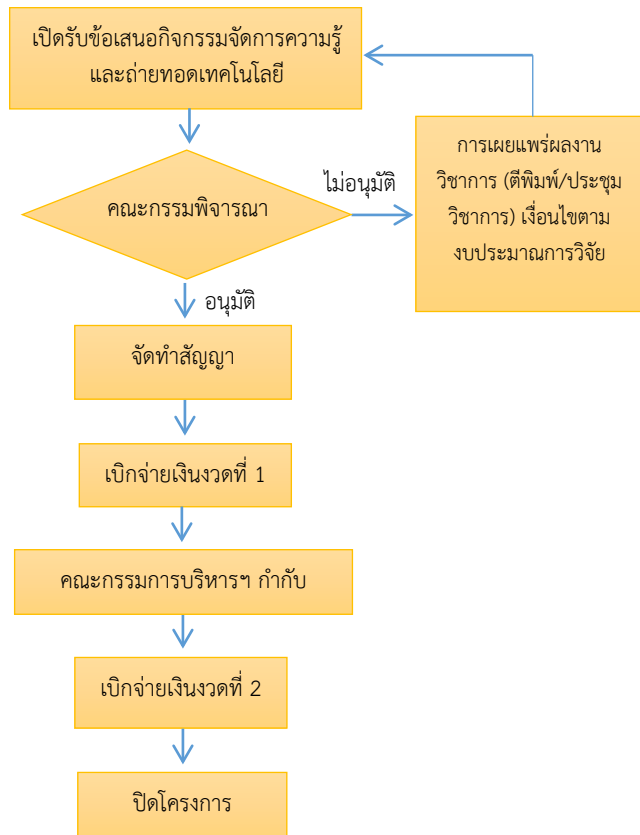 เปิดรับข้อเสนอกิจกรรมจัดการความรู้
และถ่ายทอดเทคโนโลยี
คณะกรรมพิจารณา
ไม่อนุมัติ
การเผยแพร่ผลงาน
วิชาการ (ตีพิมพ์/ประชุม
วิชาการ) เงื่อนไขตาม
งบประมาณการวิจัย
อนุมัติ
จัดทำสัญญา
เบิกจ่ายเงินงวดที่ 1
คณะกรรมการบริหารฯ กำกับ
เบิกจ่ายเงินงวดที่ 2
ปิดโครงการ